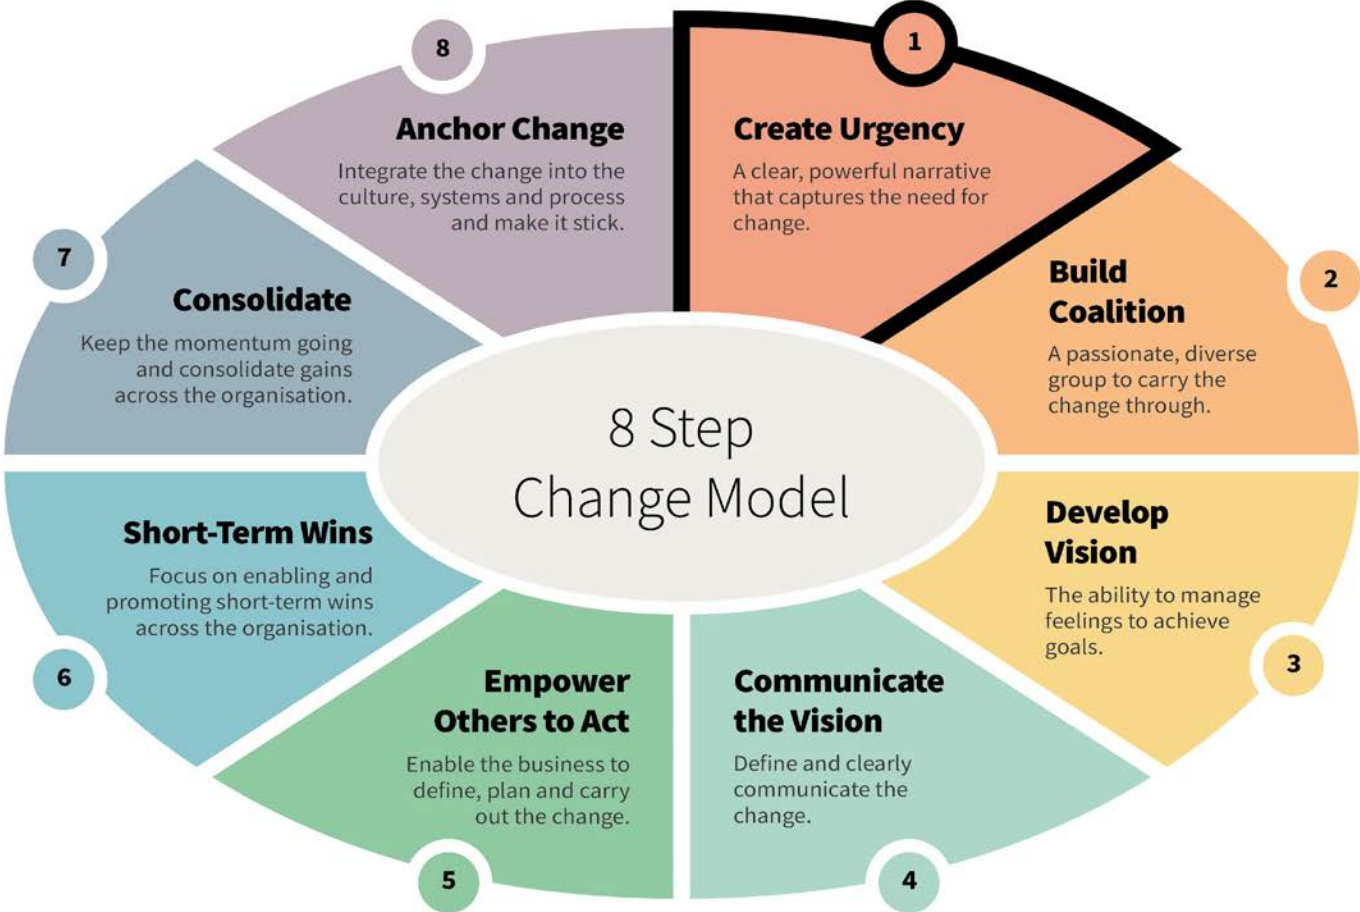 8 Step
Change Model
1
Create Urgency
A clear, powerful narrative
that captures the need for
change.
2
Build
Coalition
A passionate, diverse
group to carry the
change through.
3
Develop
Vision
The ability to manage
feelings to achieve
goals.
4
Communicate
the Vision
Define and clearly
communicate the
change.
5
Empower
Others to Act
Enable the business to
define, plan and carry
out the change.
6
Short-Term Wins
Focus on enabling and
promoting short-term wins
across the organisation.
7
Consolidate
Keep the momentum going
and consolidate gains
across the organisation.
8
Anchor Change
Integrate the change into the
culture, systems and process
and make it stick.